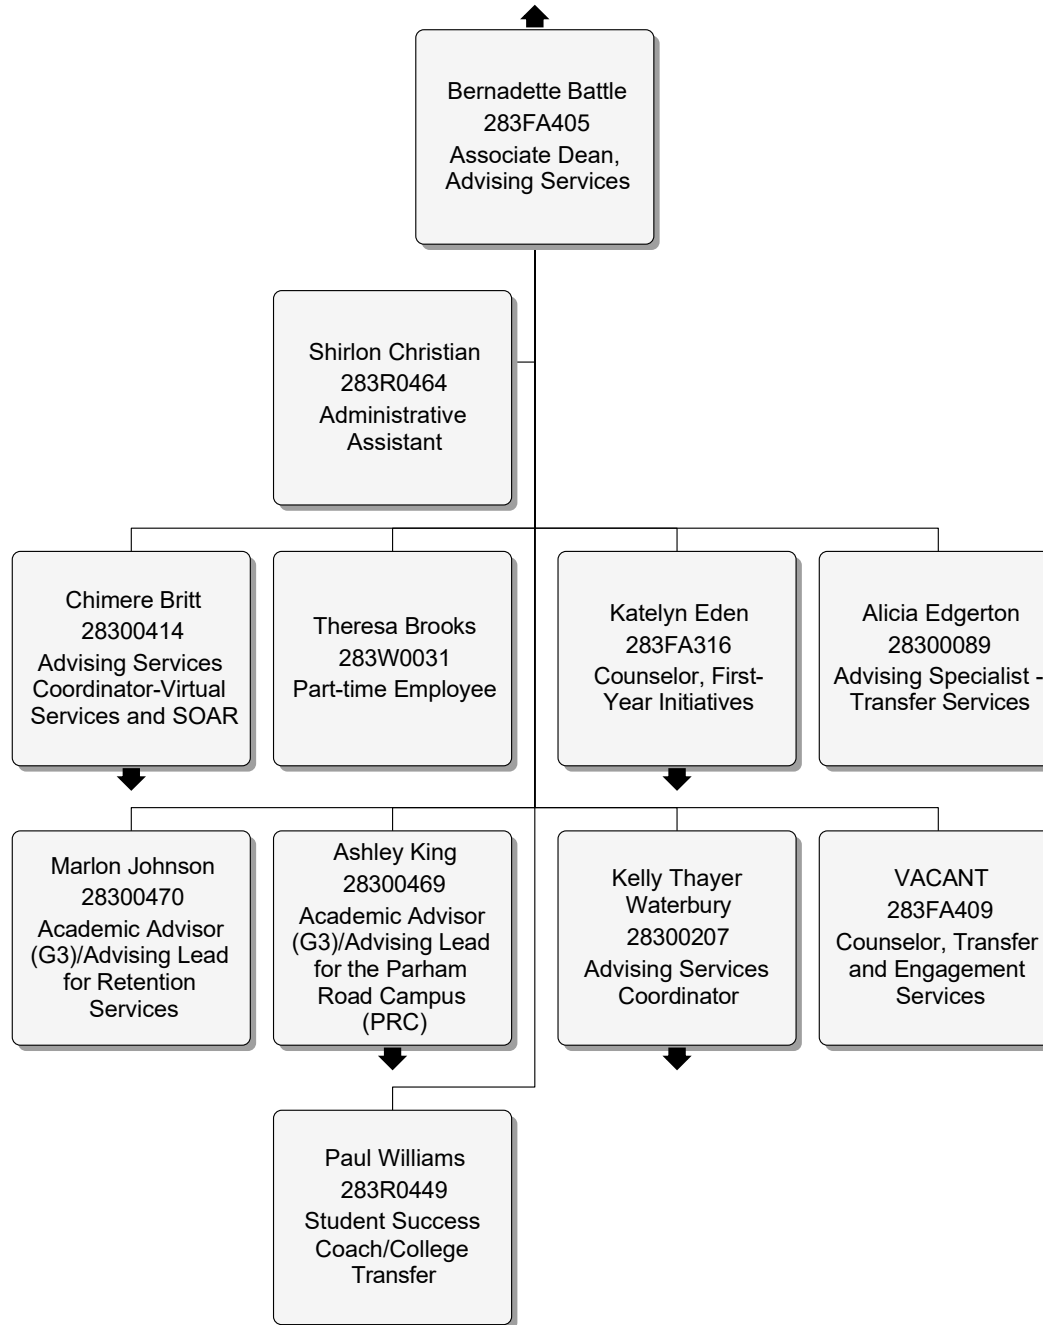 Bernadette Battle
283FA405
Associate Dean,
Advising Services
Shirlon Christian
283R0464
Administrative
Assistant
Chimere Britt
28300414
Advising Services
Coordinator-Virtual
Services and SOAR
Theresa Brooks
283W0031
Part-time Employee
Katelyn Eden
283FA316
Counselor, First-
Year Initiatives
Alicia Edgerton
28300089
Advising Specialist -
Transfer Services
Marlon Johnson
28300470
Academic Advisor
(G3)/Advising Lead
for Retention
Services
Ashley King
28300469
Academic Advisor
(G3)/Advising Lead
for the Parham
Road Campus
(PRC)
Kelly Thayer
Waterbury
28300207
Advising Services
Coordinator
VACANT
283FA409
Counselor, Transfer
and Engagement
Services
Paul Williams
283R0449
Student Success
Coach/College
Transfer